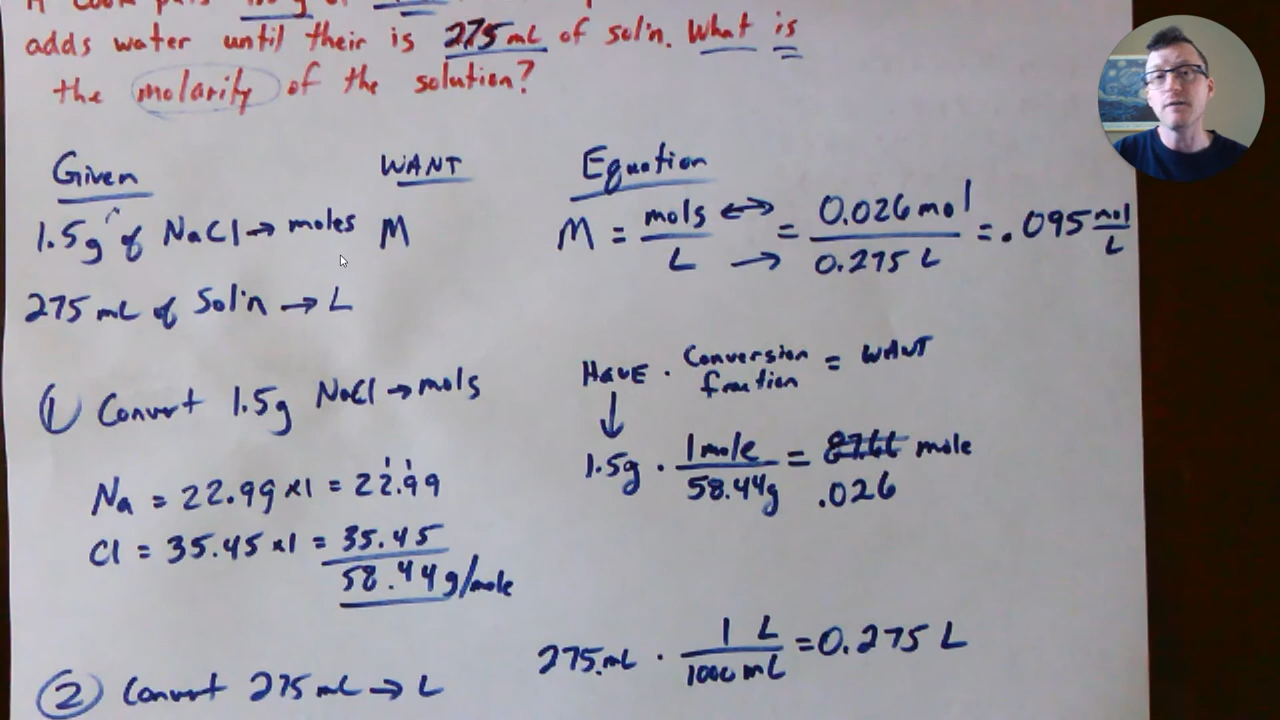 adds water until their is 275 mL of sol'n. What is
the molarity of the solution?
Given
WANT
Equation
1.5g of NaCl → moles
M
M = mols / L ↔ → = 0.026 mol / 0.275 L = .095 mol / L
275 mL of Sol'n → L
HAVE · Conversion fraction = WANT
① Convert 1.5g NaCl → mols
1.5g · 1 mole / 58.44g = mole
.026
Na = 22.99 x1 = 22.99
Cl = 35.45 x1 = 35.45
58.44 g/mole
② Convert 275 mL → L
275 mL · 1 L / 1000 mL = 0.275 L